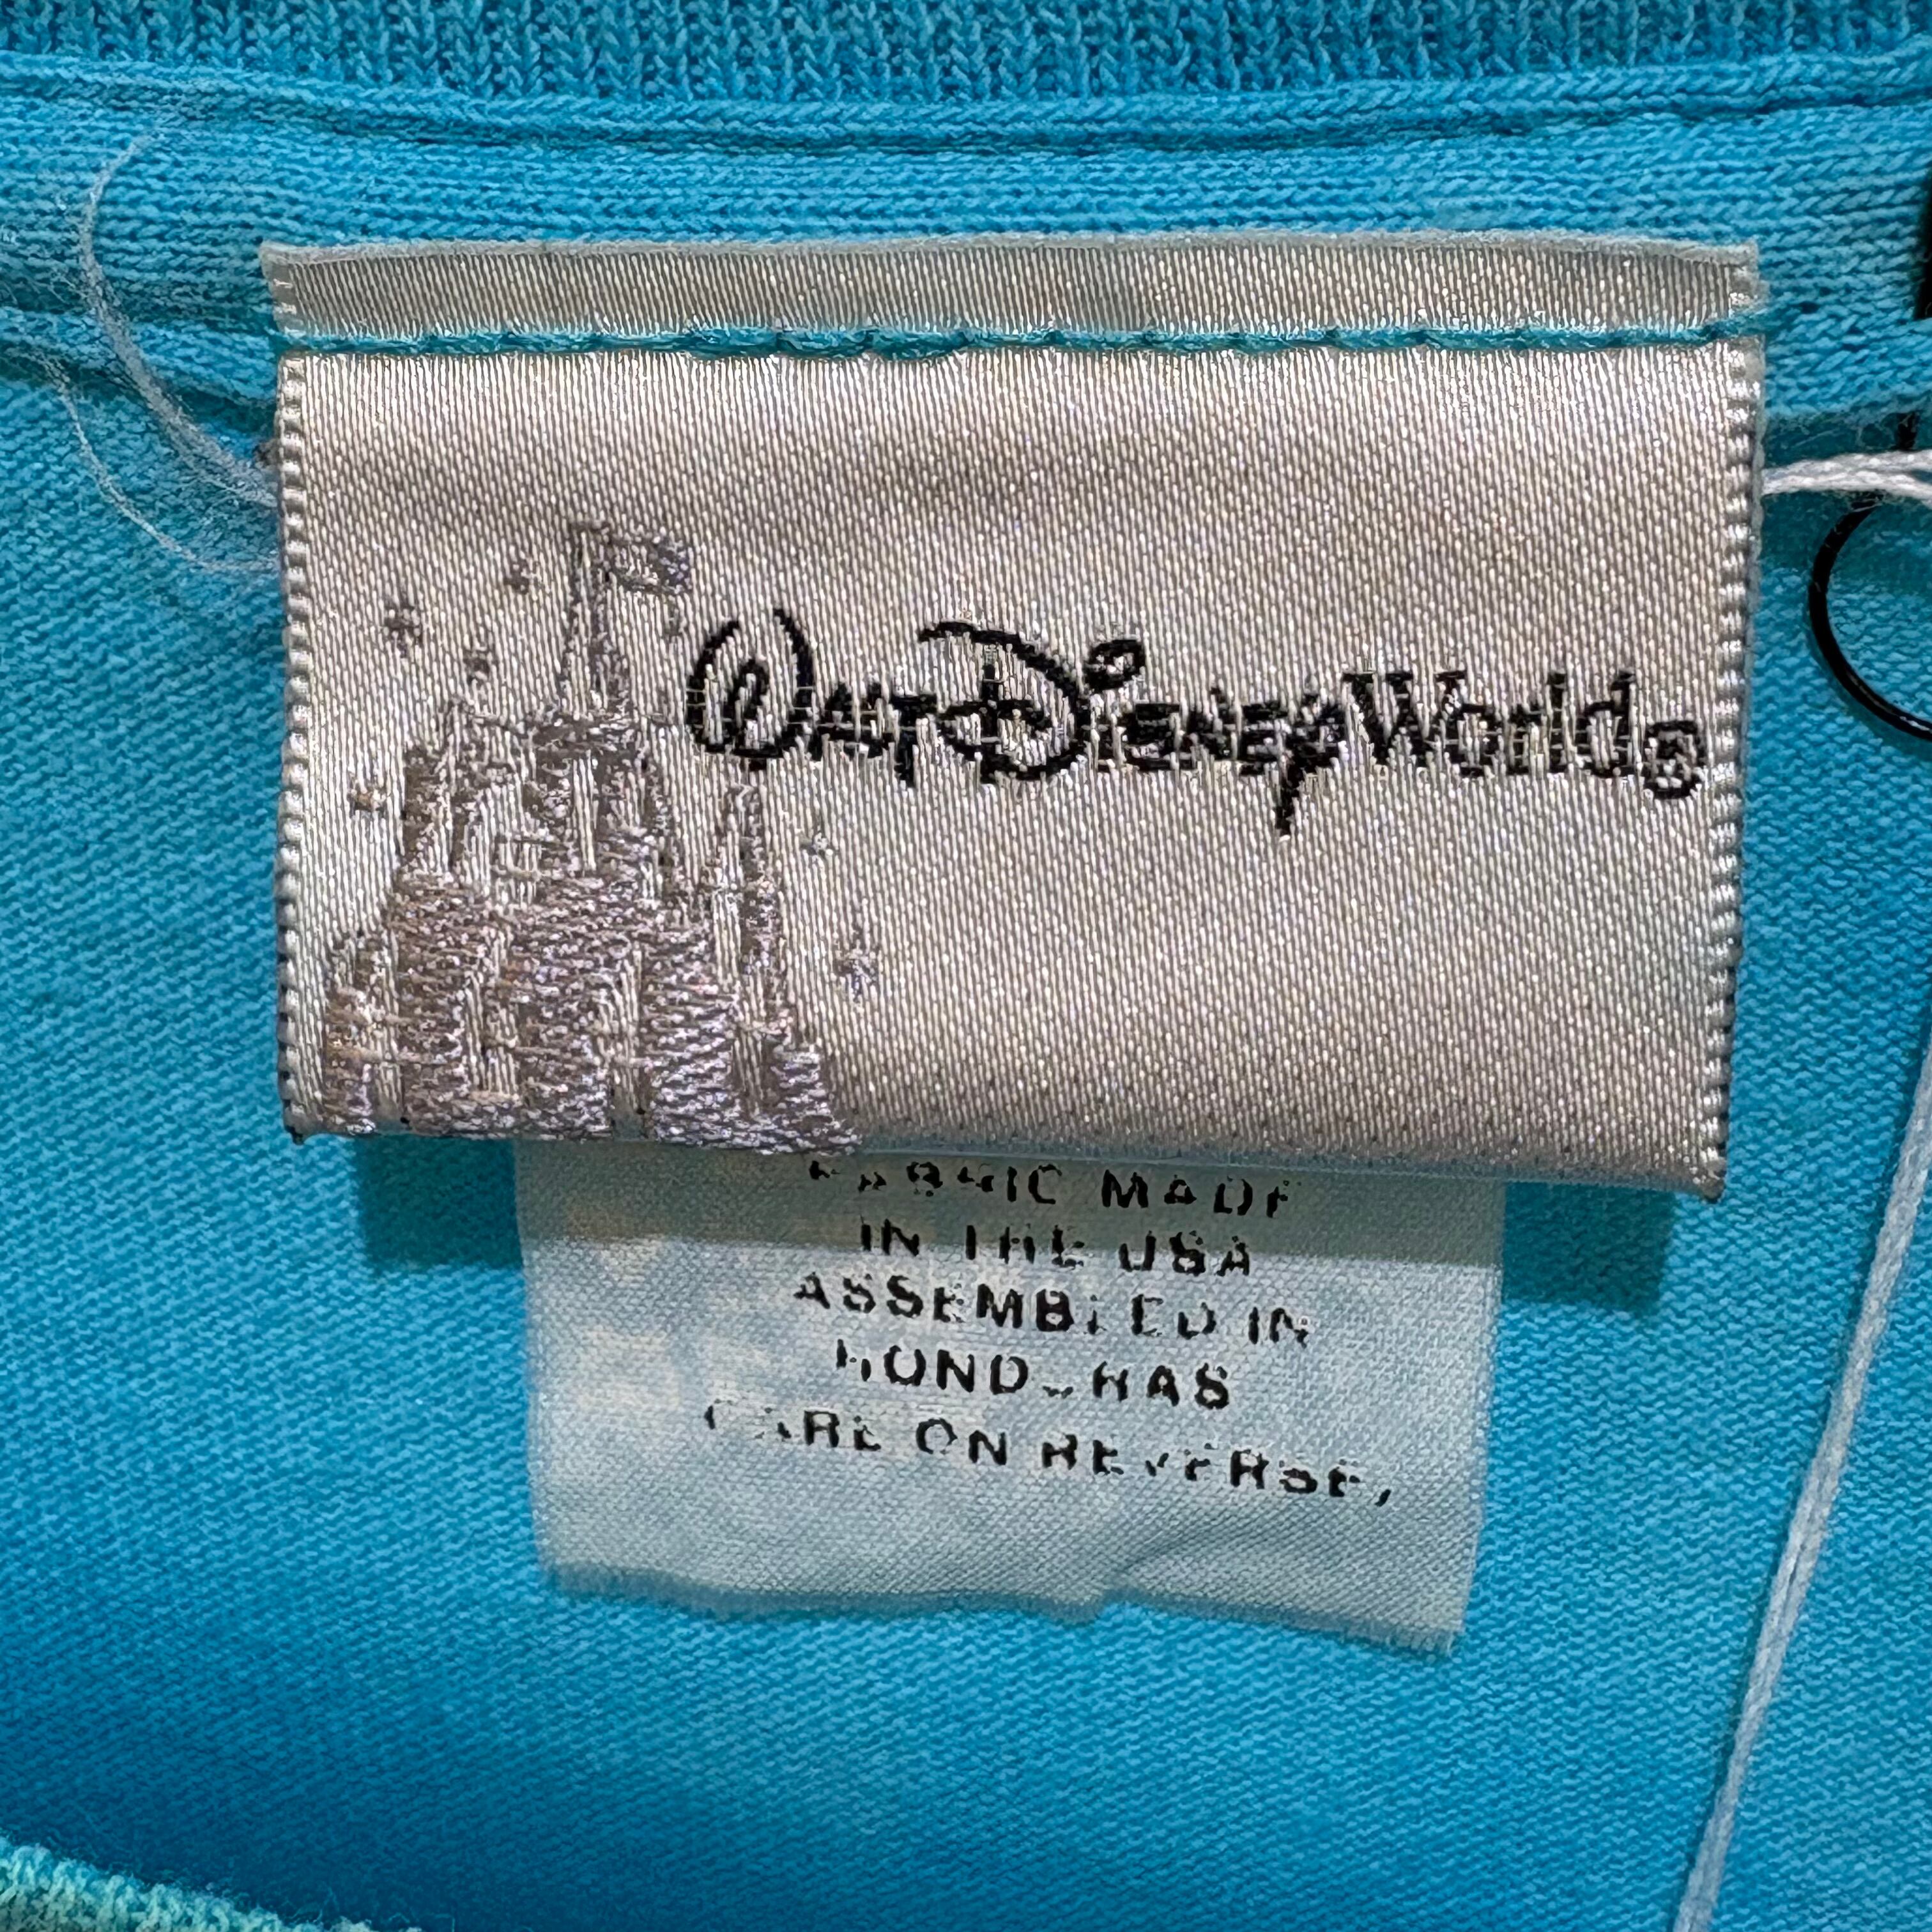 Walt Disney World®
FABRIC MADE
IN THE USA
ASSEMBLED IN
HONDURAS
CARE ON REVERSE,